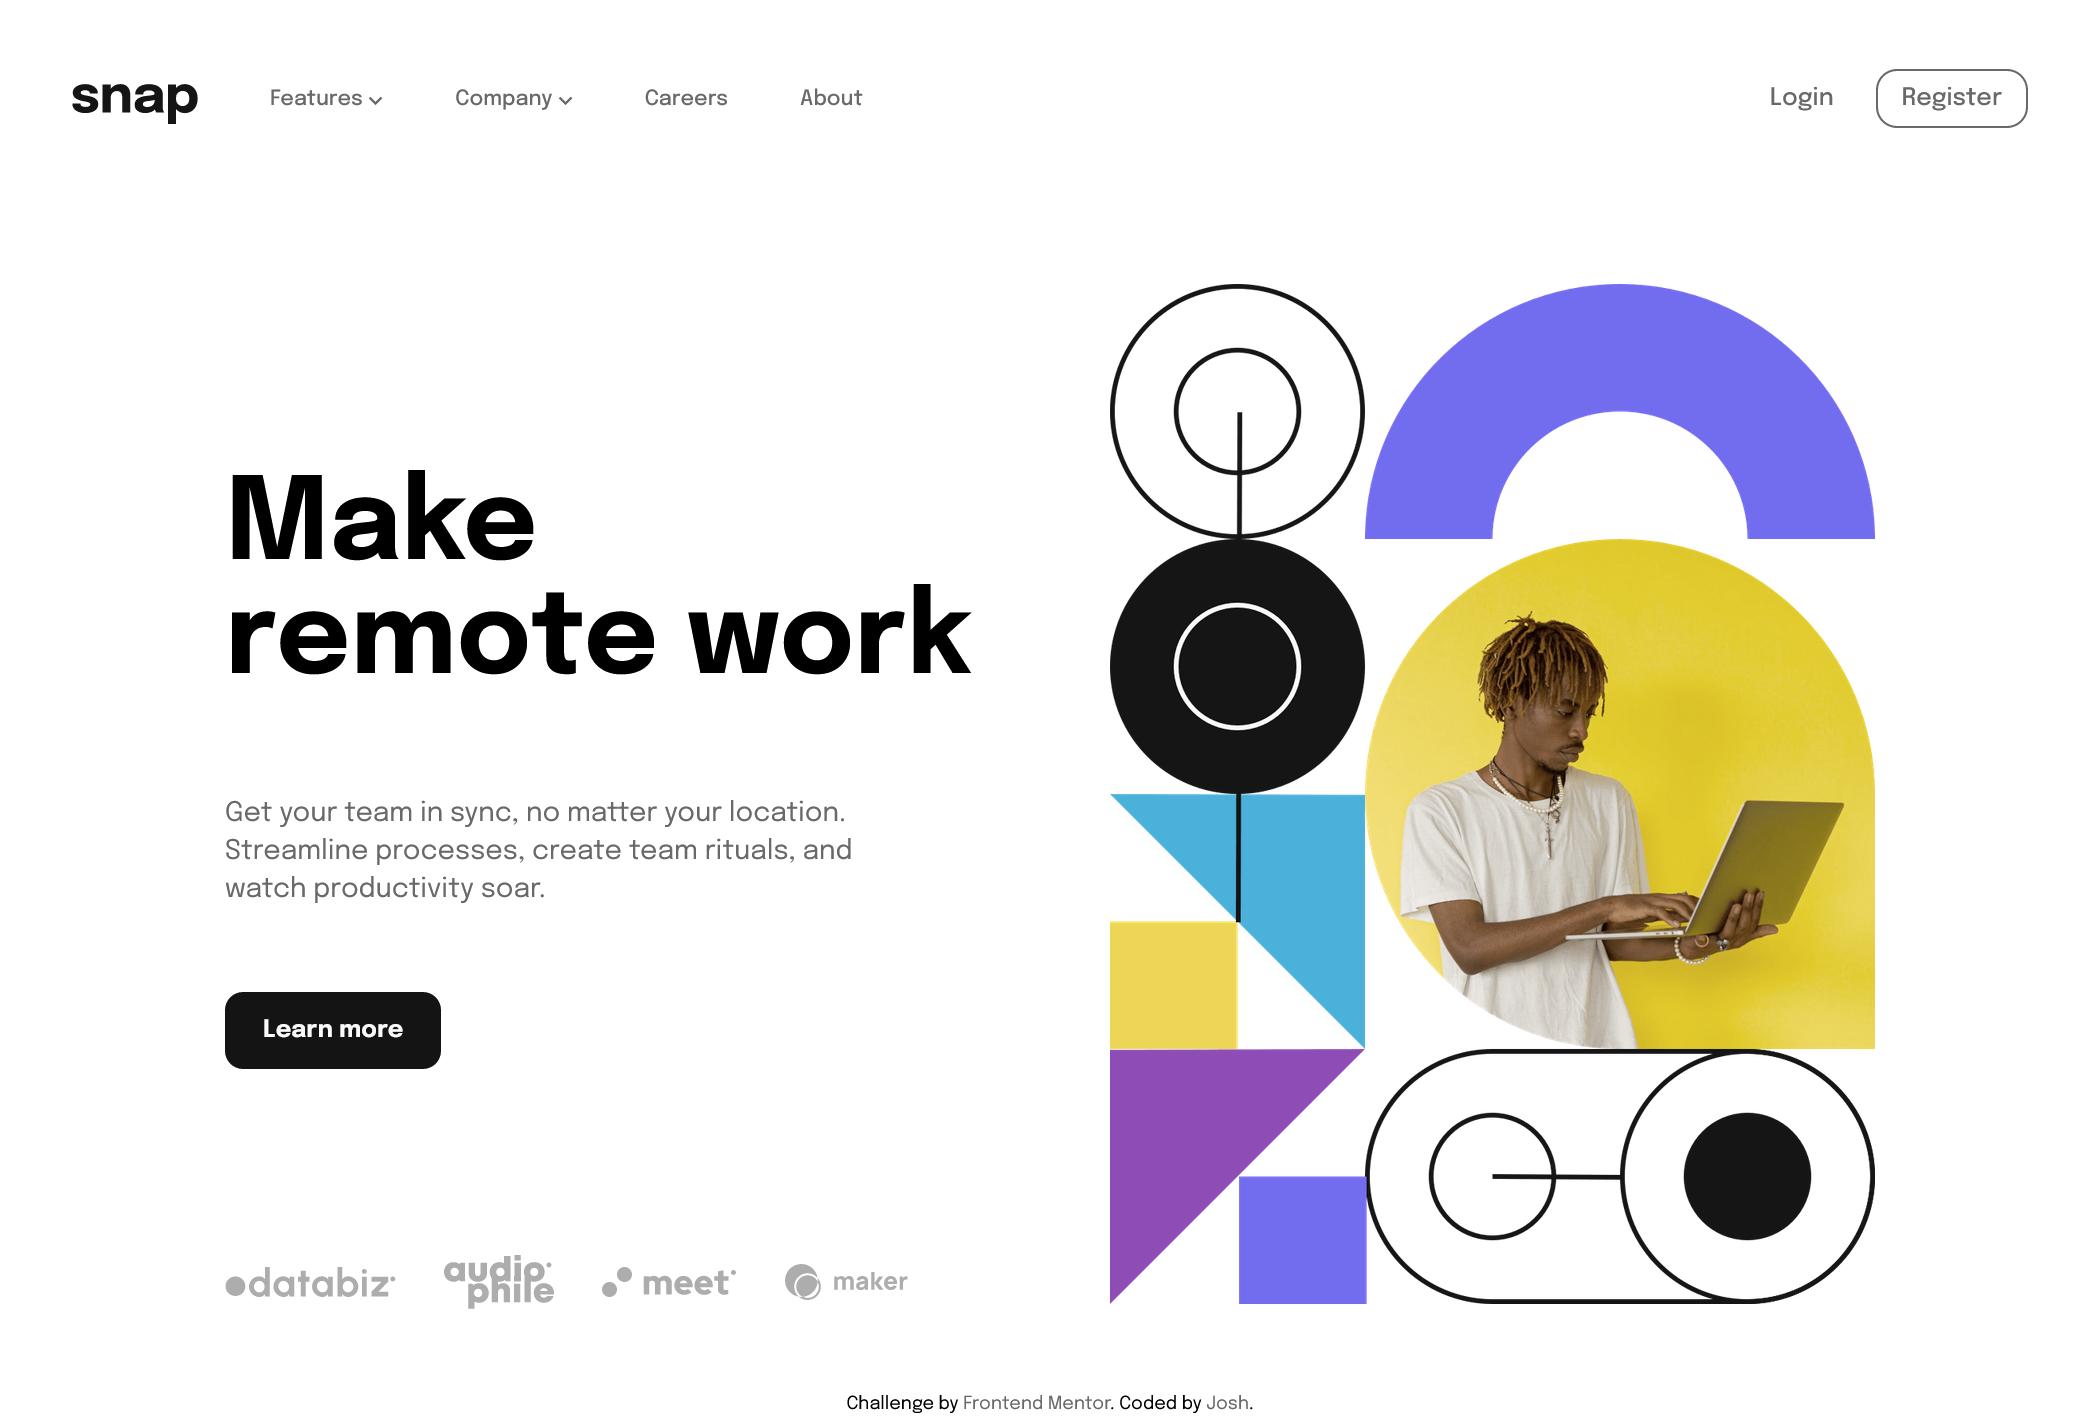 snap
Features
Company
Careers
About
Login
Register
Make
remote work
Get your team in sync, no matter your location.
Streamline processes, create team rituals, and
watch productivity soar.
Learn more
databiz
audio
phile
meet
maker
Challenge by Frontend Mentor. Coded by Josh.